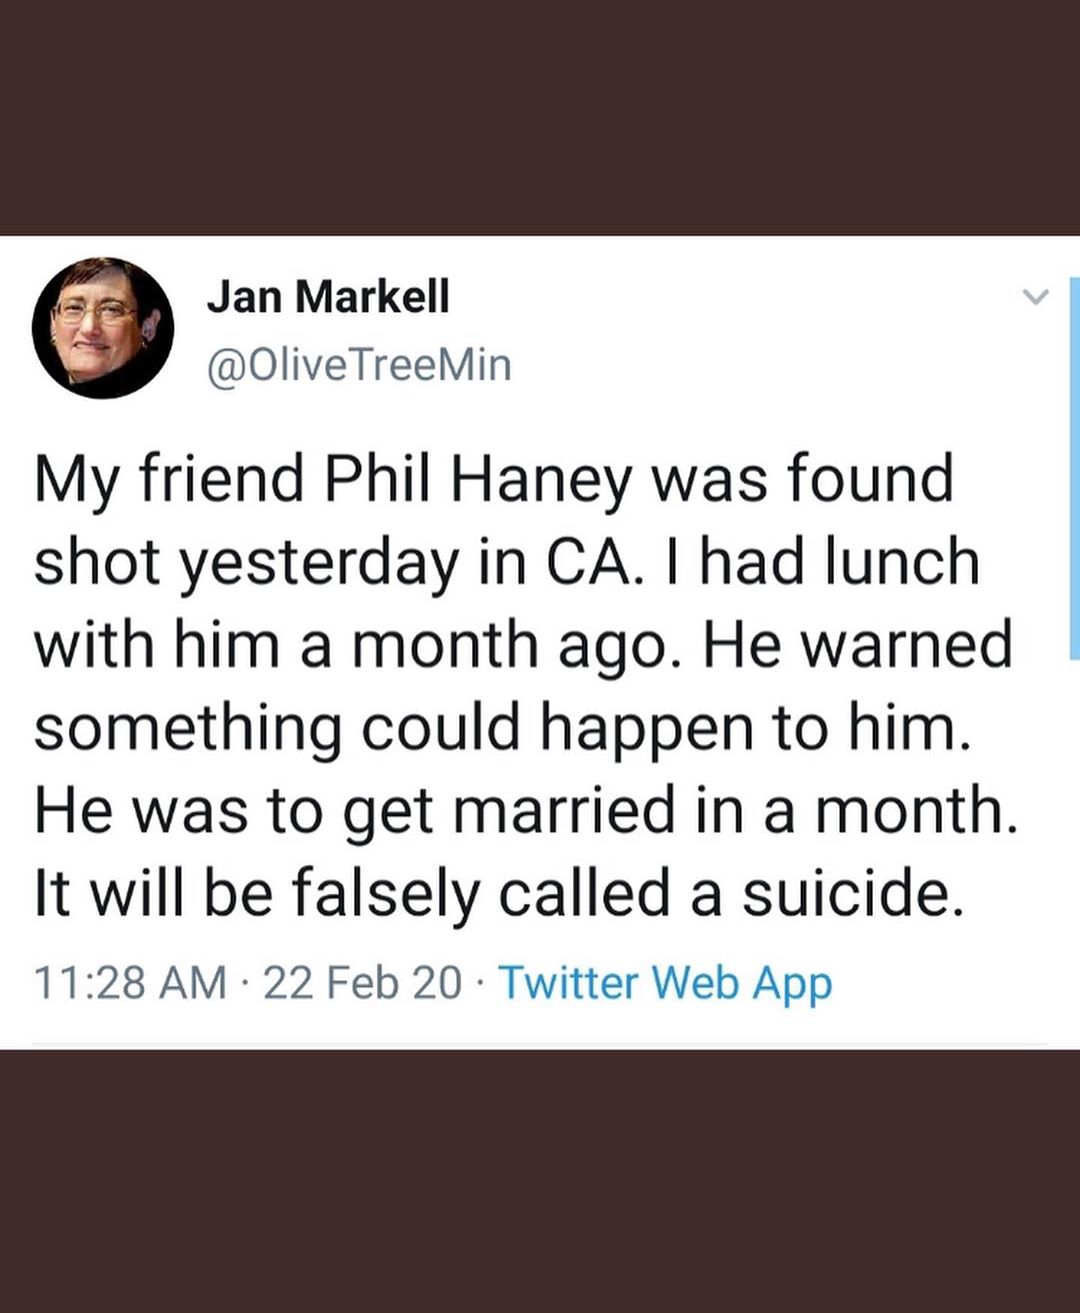 Jan Markell
@OliveTreeMin
My friend Phil Haney was found
shot yesterday in CA. I had lunch
with him a month ago. He warned
something could happen to him.
He was to get married in a month.
It will be falsely called a suicide.
11:28 AM · 22 Feb 20 · Twitter Web App